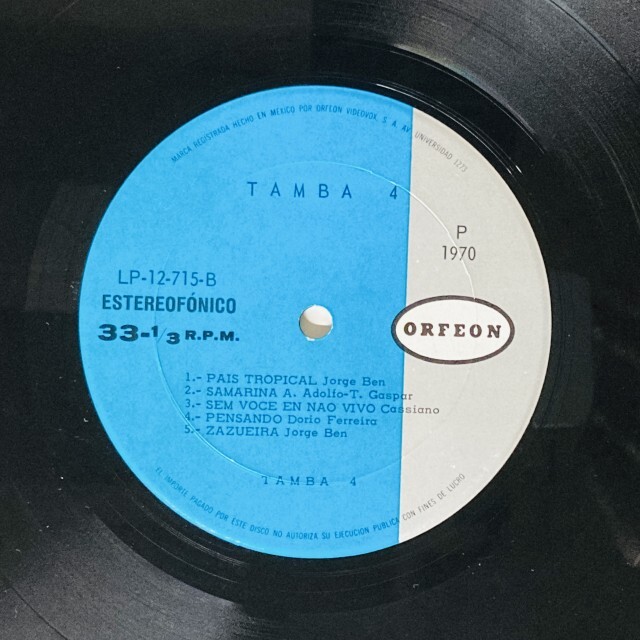 MARCA REGISTRADA HECHO EN MÉXICO POR ORFEON VIDEOVOX, S. A. AV. UNIVERSIDAD 1273
TAMBA 4
P
1970
LP-12-715-B
ESTEREOFÓNICO
33-1/3 R.P.M.
ORFEON
1.- PAIS TROPICAL Jorge Ben
2.- SAMARINA A. Adolfo-T. Gaspar
3.- SEM VOCE EN NAO VIVO Cassiano
4.- PENSANDO Dorio Ferreira
5.- ZAZUEIRA Jorge Ben
TAMBA 4
EL IMPORTE PAGADO POR ESTE DISCO NO AUTORIZA SU EJECUCION PUBLICA CON FINES DE LUCRO